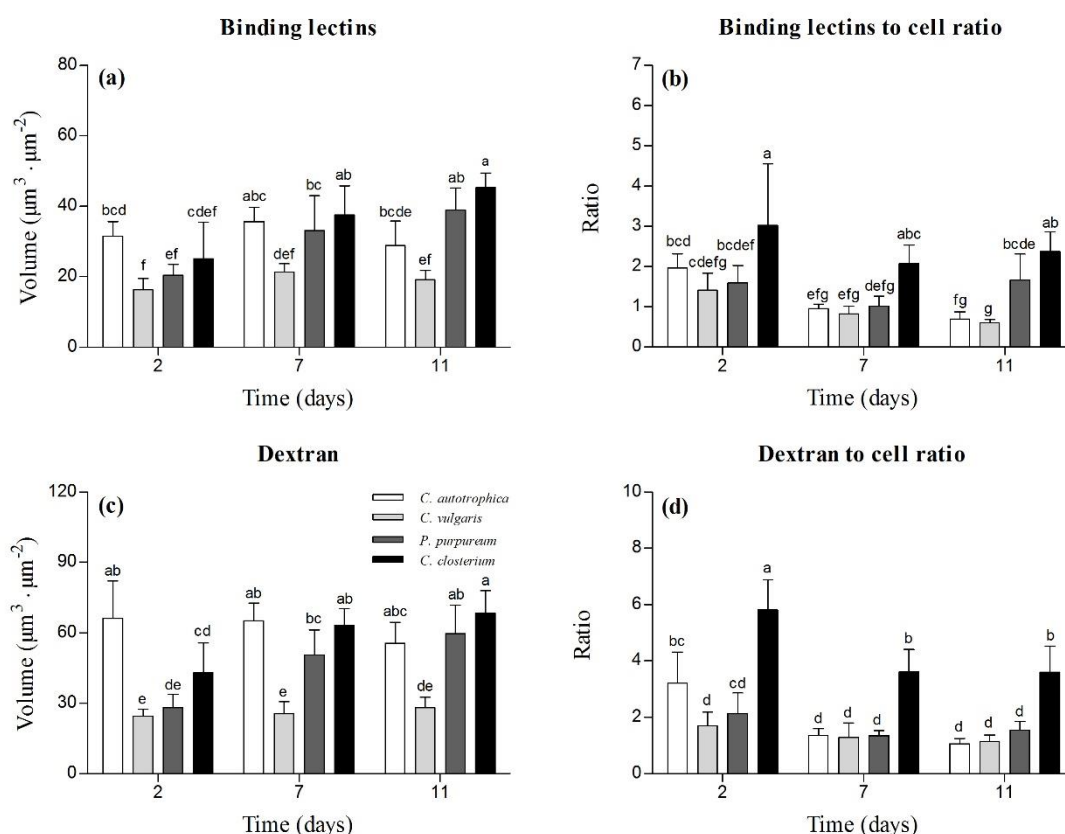 Binding lectins
(a)
Volume (µm³ · µm⁻²)
80
60
40
20
0
bcd
f
ef
cdef
abc
def
bc
ab
bcde
ef
ab
a
2
7
11
Time (days)
Binding lectins to cell ratio
(b)
Ratio
7
6
5
4
3
2
1
0
bcd
cdefg
bcdef
a
efg
efg
defg
abc
fg
g
bcde
ab
2
7
11
Time (days)
Dextran
(c)
Volume (µm³ · µm⁻²)
120
90
60
30
0
C. autotrophica
C. vulgaris
P. purpureum
C. closterium
ab
e
de
cd
ab
e
bc
ab
abc
de
ab
a
2
7
11
Time (days)
Dextran to cell ratio
(d)
Ratio
10
8
6
4
2
0
bc
d
cd
a
d
d
d
b
d
d
d
b
2
7
11
Time (days)